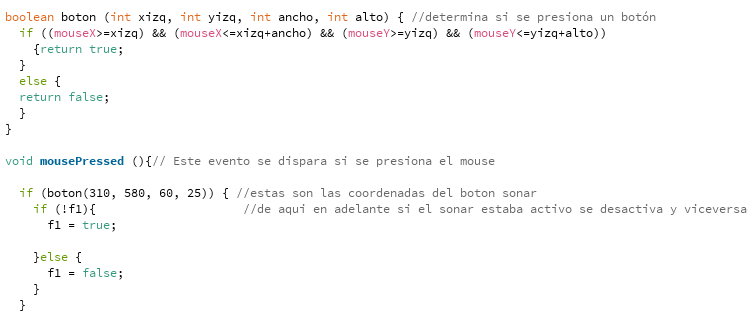 boolean boton (int xizq, int yizq, int ancho, int alto) { //determina si se presiona un botón
  if ((mouseX>=xizq) && (mouseX<=xizq+ancho) && (mouseY>=yizq) && (mouseY<=yizq+alto))
    {return true;
  }
  else {
  return false;
  }
}
void mousePressed (){// Este evento se dispara si se presiona el mouse
  if (boton(310, 580, 60, 25)) { //estas son las coordenadas del boton sonar
    if (!f1){                     //de aqui en adelante si el sonar estaba activo se desactiva y viceversa
      f1 = true;
    }else {
      f1 = false;
    }
  }